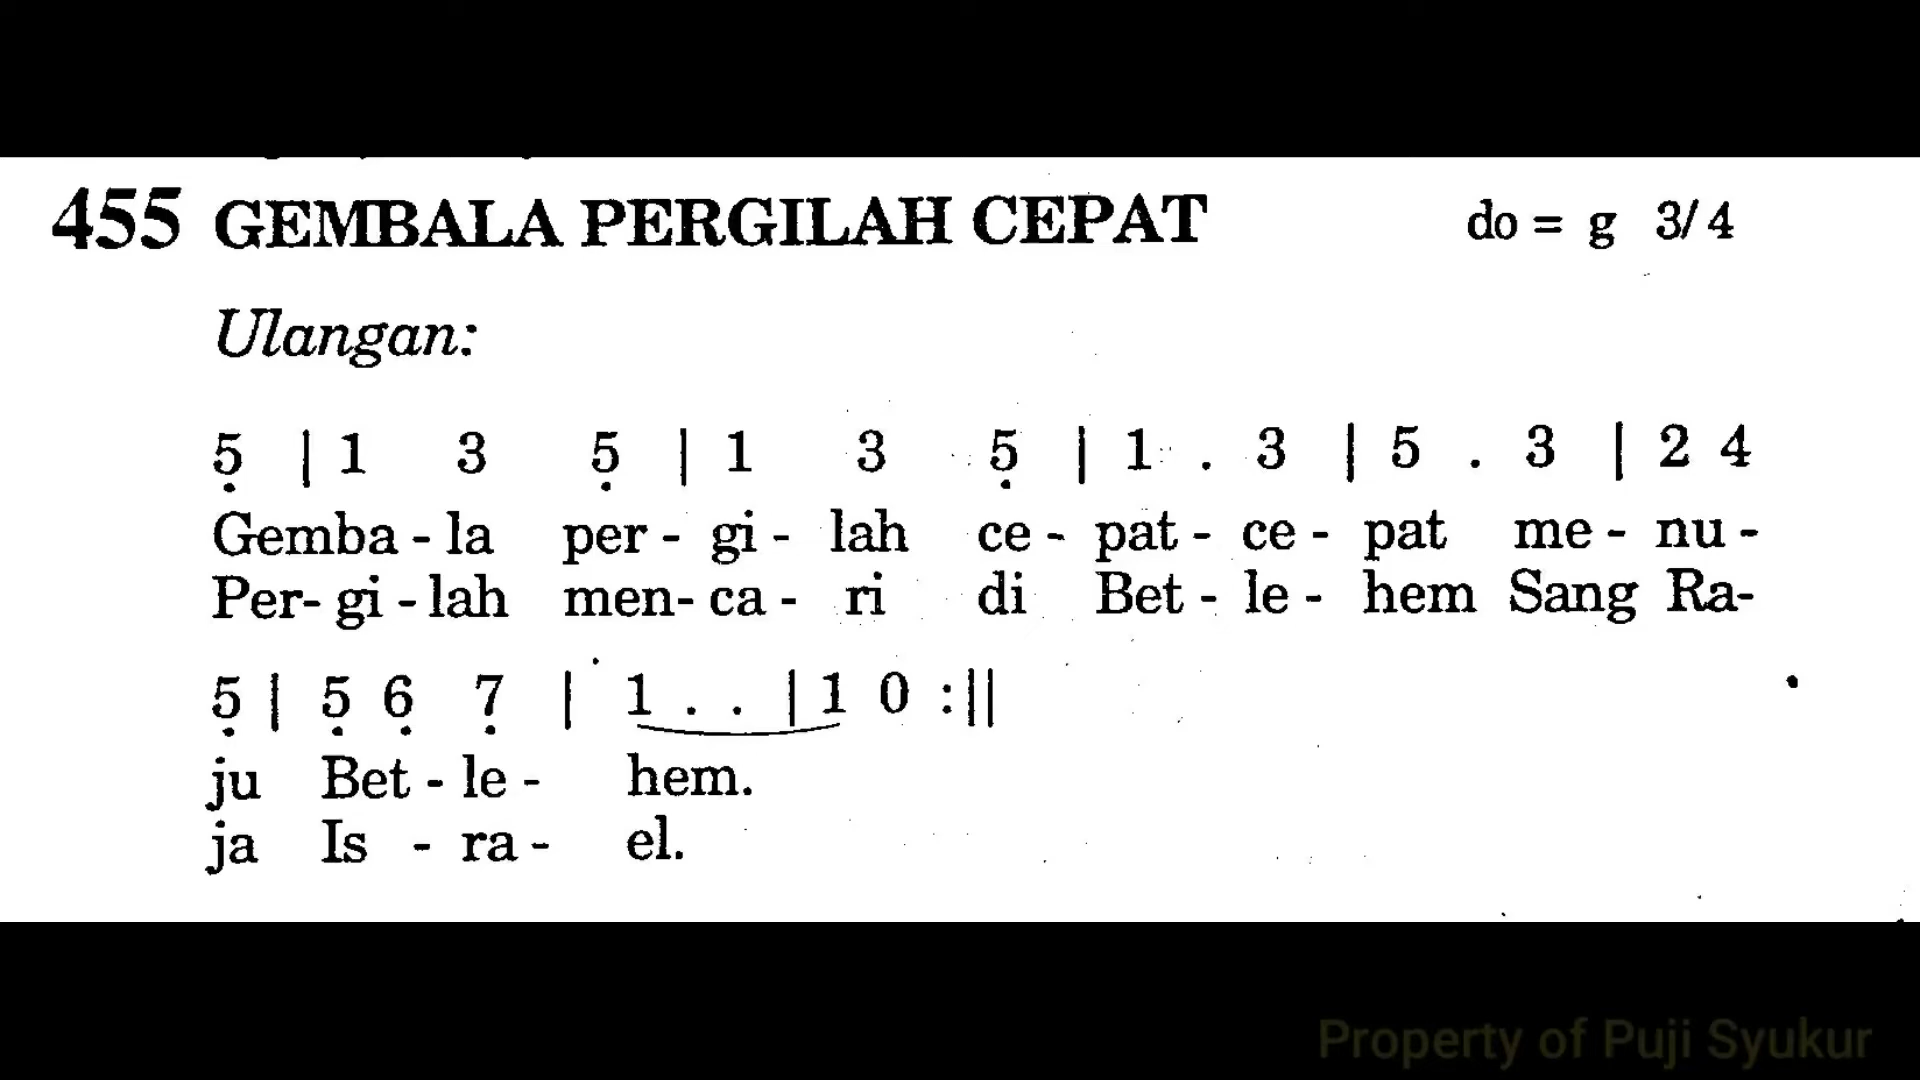 455 GEMBALA PERGILAH CEPAT do = g 3/4
Ulangan:
5̣ | 1 3 5̣ | 1 3 5̣ | 1 . 3 | 5 . 3 | 2 4
Gemba - la per - gi - lah ce - pat - ce - pat me - nu -
Per- gi - lah men- ca - ri di Bet - le - hem Sang Ra-
5̣ | 5̣ 6̣ 7̣ | 1 . . | 1 0 :||
ju Bet - le - hem.
ja Is - ra - el.
Property of Puji Syukur